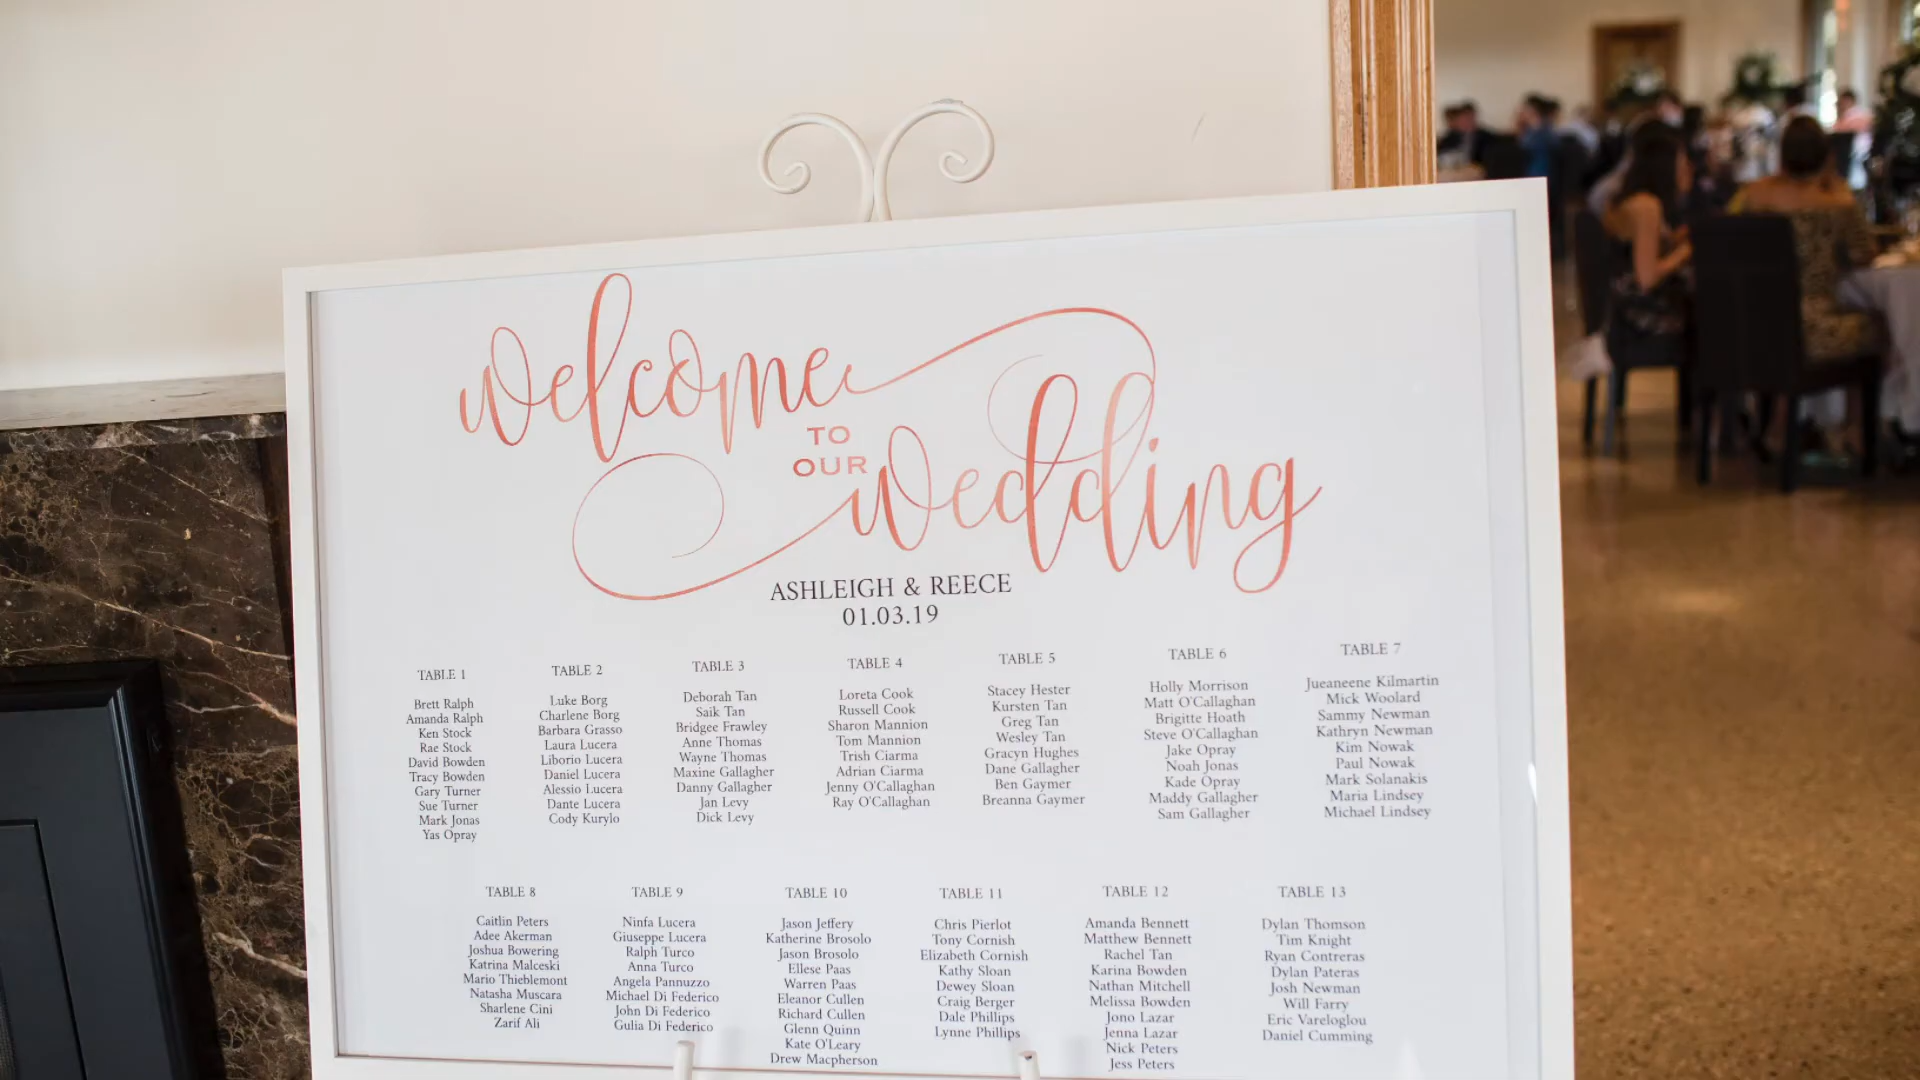 welcome
TO
OUR
wedding
ASHLEIGH & REECE
01.03.19
TABLE 1
Brett Ralph
Amanda Ralph
Ken Stock
Rae Stock
David Bowden
Tracy Bowden
Gary Turner
Sue Turner
Mark Jonas
Yas Opray
TABLE 2
Luke Borg
Charlene Borg
Barbara Grasso
Laura Lucera
Liborio Lucera
Daniel Lucera
Alessio Lucera
Dante Lucera
Cody Kurylo
TABLE 3
Deborah Tan
Saik Tan
Bridgee Frawley
Anne Thomas
Wayne Thomas
Maxine Gallagher
Danny Gallagher
Jan Levy
Dick Levy
TABLE 4
Loreta Cook
Russell Cook
Sharon Mannion
Tom Mannion
Trish Ciarma
Adrian Ciarma
Jenny O'Callaghan
Ray O'Callaghan
TABLE 5
Stacey Hester
Kursten Tan
Greg Tan
Wesley Tan
Gracyn Hughes
Dane Gallagher
Ben Gaymer
Breanna Gaymer
TABLE 6
Holly Morrison
Matt O'Callaghan
Brigitte Hoath
Steve O'Callaghan
Jake Opray
Noah Jonas
Kade Opray
Maddy Gallagher
Sam Gallagher
TABLE 7
Jueaneene Kilmartin
Mick Woolard
Sammy Newman
Kathryn Newman
Kim Nowak
Paul Nowak
Mark Solanakis
Maria Lindsey
Michael Lindsey
TABLE 8
Caitlin Peters
Adee Akerman
Joshua Bowering
Katrina Malceski
Mario Thieblemont
Natasha Muscara
Sharlene Cini
Zarif Ali
TABLE 9
Ninfa Lucera
Giuseppe Lucera
Ralph Turco
Anna Turco
Angela Pannuzzo
Michael Di Federico
John Di Federico
Gulia Di Federico
TABLE 10
Jason Jeffery
Katherine Brosolo
Jason Brosolo
Ellese Paas
Warren Paas
Eleanor Cullen
Richard Cullen
Glenn Quinn
Kate O'Leary
Drew Macpherson
TABLE 11
Chris Pierlot
Tony Cornish
Elizabeth Cornish
Kathy Sloan
Dewey Sloan
Craig Berger
Dale Phillips
Lynne Phillips
TABLE 12
Amanda Bennett
Matthew Bennett
Rachel Tan
Karina Bowden
Nathan Mitchell
Melissa Bowden
Jono Lazar
Jenna Lazar
Nick Peters
Jess Peters
TABLE 13
Dylan Thomson
Tim Knight
Ryan Contreras
Dylan Pateras
Josh Newman
Will Farry
Eric Vareloglou
Daniel Cumming